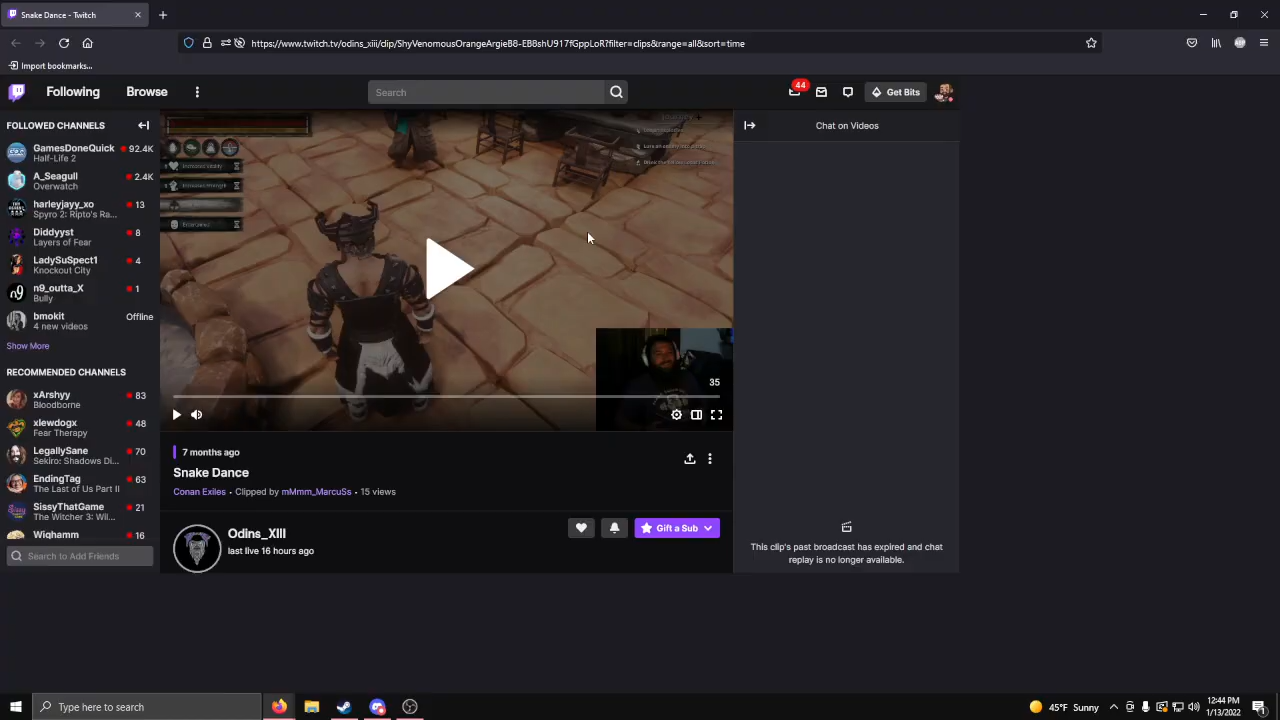 Snake Dance - Twitch
https://www.twitch.tv/odins_xiii/clip/ShyVenomousOrangeArgieB8-EB8shU917fGppLoR?filter=clips&range=all&sort=time
Import bookmarks...
Following
Browse
Search
44
Get Bits
FOLLOWED CHANNELS
GamesDoneQuick 92.4K
Half-Life 2
A_Seagull 2.4K
Overwatch
harleyjayy_xo 13
Spyro 2: Ripto's Ra...
Diddyyst 8
Layers of Fear
LadySuSpect1 4
Knockout City
n9_outta_X 1
Bully
bmokit Offline
4 new videos
Show More
RECOMMENDED CHANNELS
xArshyy 83
Bloodborne
xlewdogx 48
Fear Therapy
LegallySane 70
Sekiro: Shadows Di...
EndingTag 63
The Last of Us Part II
SissyThatGame 21
The Witcher 3: Wil...
Wighamm 16
Search to Add Friends
Increased Vitality
Increased Strength
Entertained
35
7 months ago
Snake Dance
Conan Exiles • Clipped by mMmm_MarcuSs • 15 views
Odins_XIII
last live 16 hours ago
Gift a Sub
Chat on Videos
This clip's past broadcast has expired and chat
replay is no longer available.
Type here to search
45°F Sunny
12:44 PM
1/13/2022
1